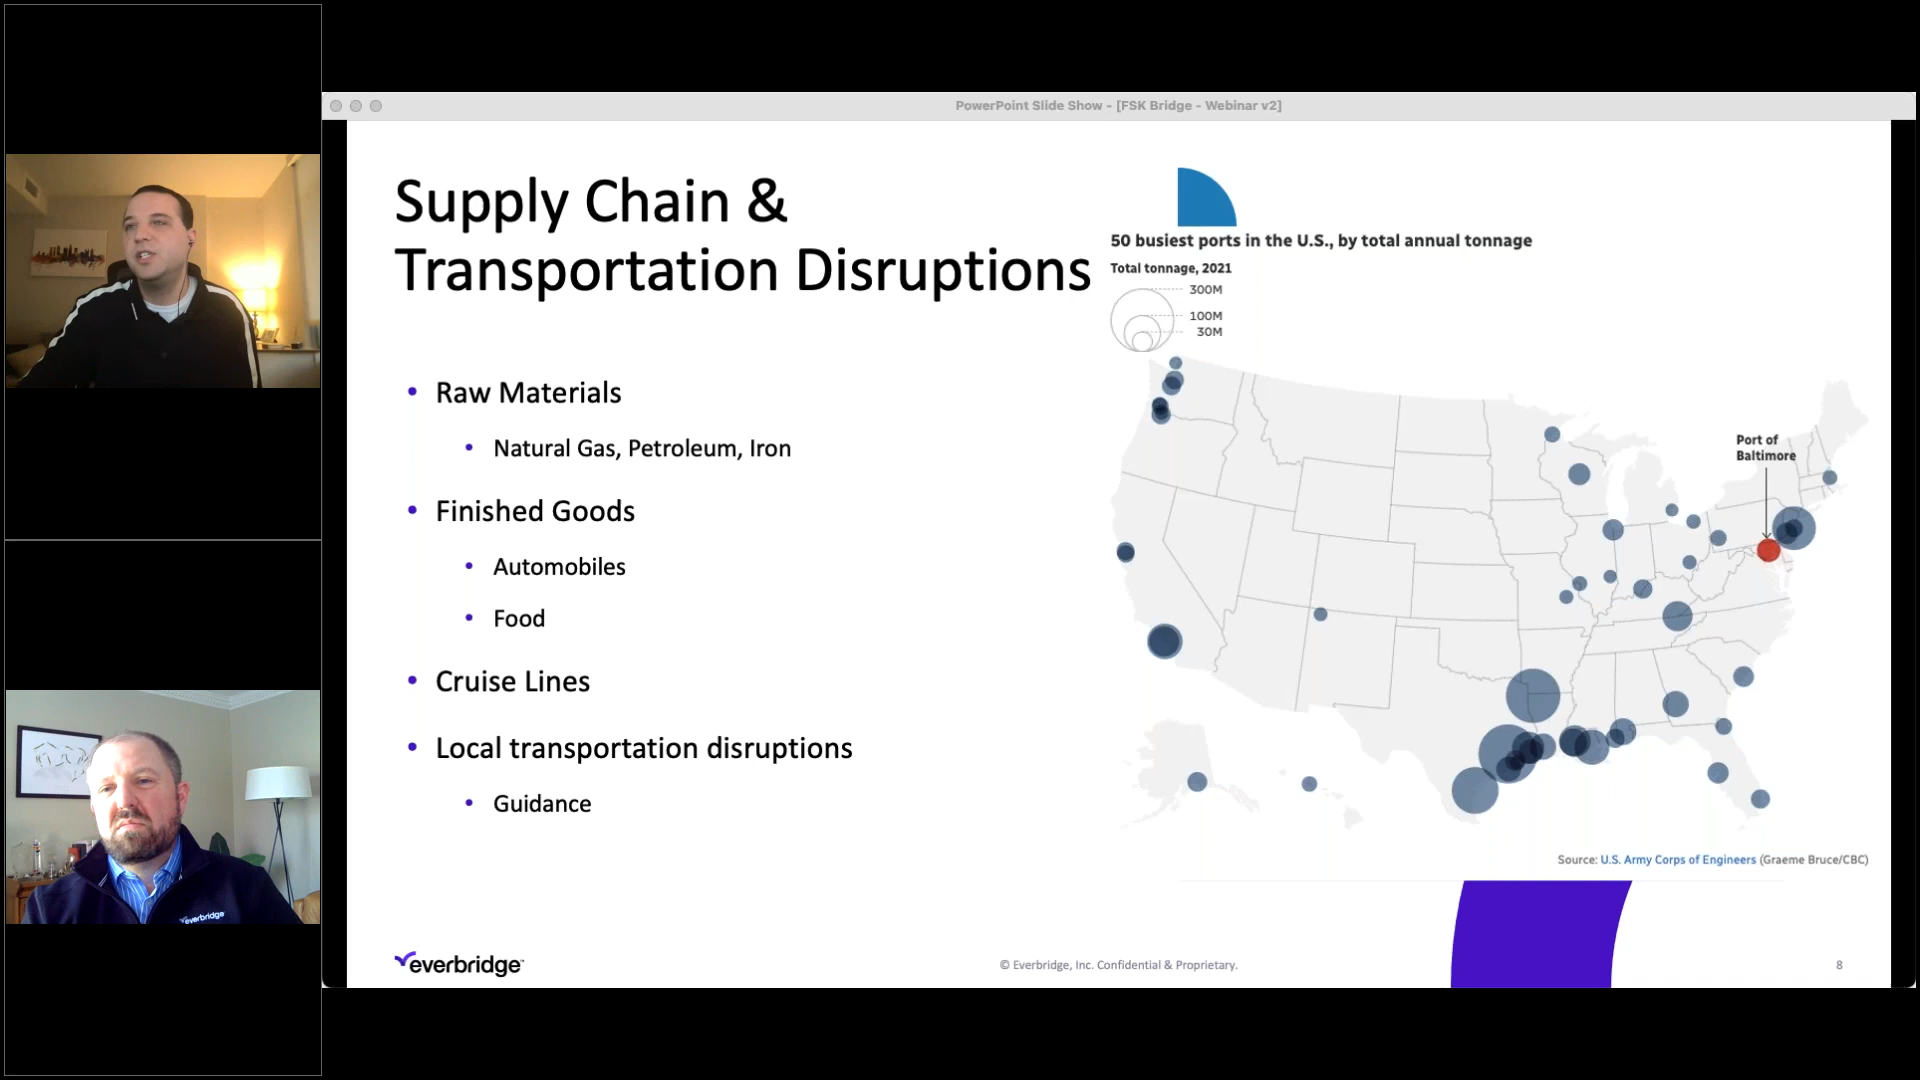 PowerPoint Slide Show - [FSK Bridge - Webinar v2]
Supply Chain &
Transportation Disruptions
• Raw Materials
• Natural Gas, Petroleum, Iron
• Finished Goods
• Automobiles
• Food
• Cruise Lines
• Local transportation disruptions
• Guidance
50 busiest ports in the U.S., by total annual tonnage
Total tonnage, 2021
300M
100M
30M
Port of
Baltimore
Source: U.S. Army Corps of Engineers (Graeme Bruce/CBC)
everbridge™
© Everbridge, Inc. Confidential & Proprietary.
8
everbridge